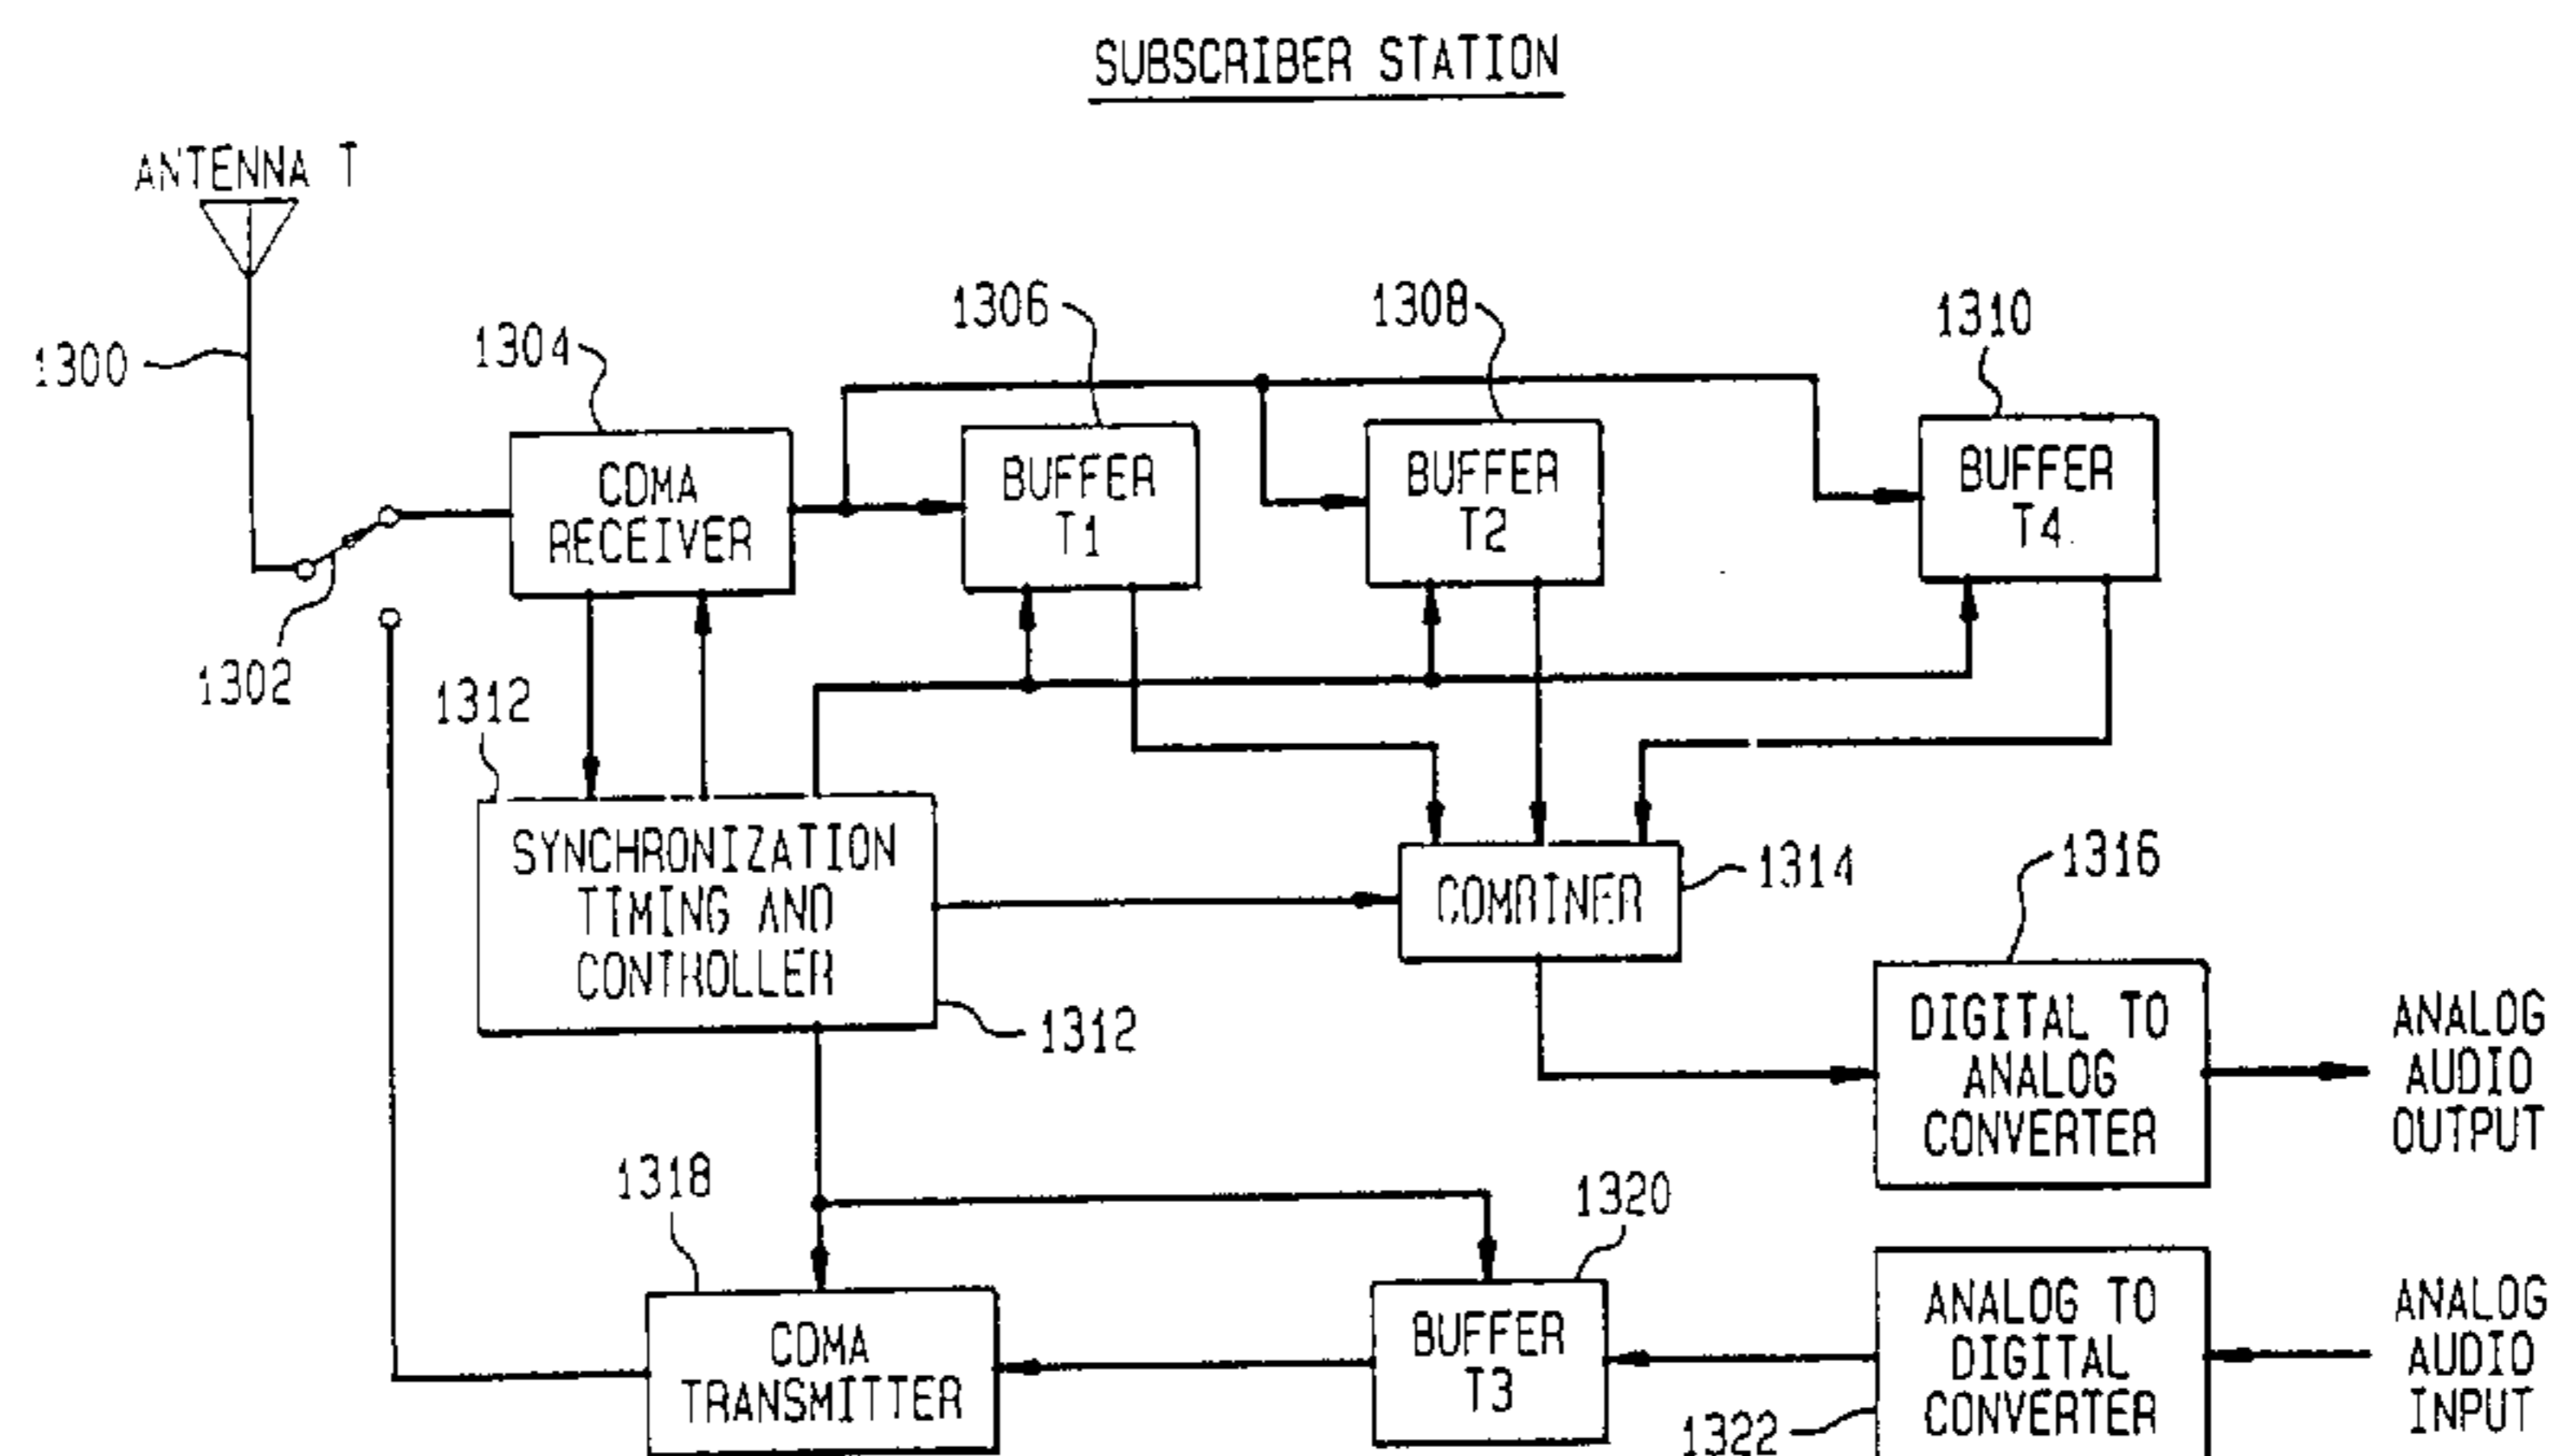 SUBSCRIBER STATION
ANTENNA T
1300
1302
1304
1306
1308
1310
CDMA
RECEIVER
BUFFER
T1
BUFFER
T2
BUFFER
T4
1312
SYNCHRONIZATION
TIMING AND
CONTROLLER
1312
COMBINER
1314
1316
DIGITAL TO
ANALOG
CONVERTER
ANALOG
AUDIO
OUTPUT
1318
CDMA
TRANSMITTER
1320
BUFFER
T3
1322
ANALOG TO
DIGITAL
CONVERTER
ANALOG
AUDIO
INPUT